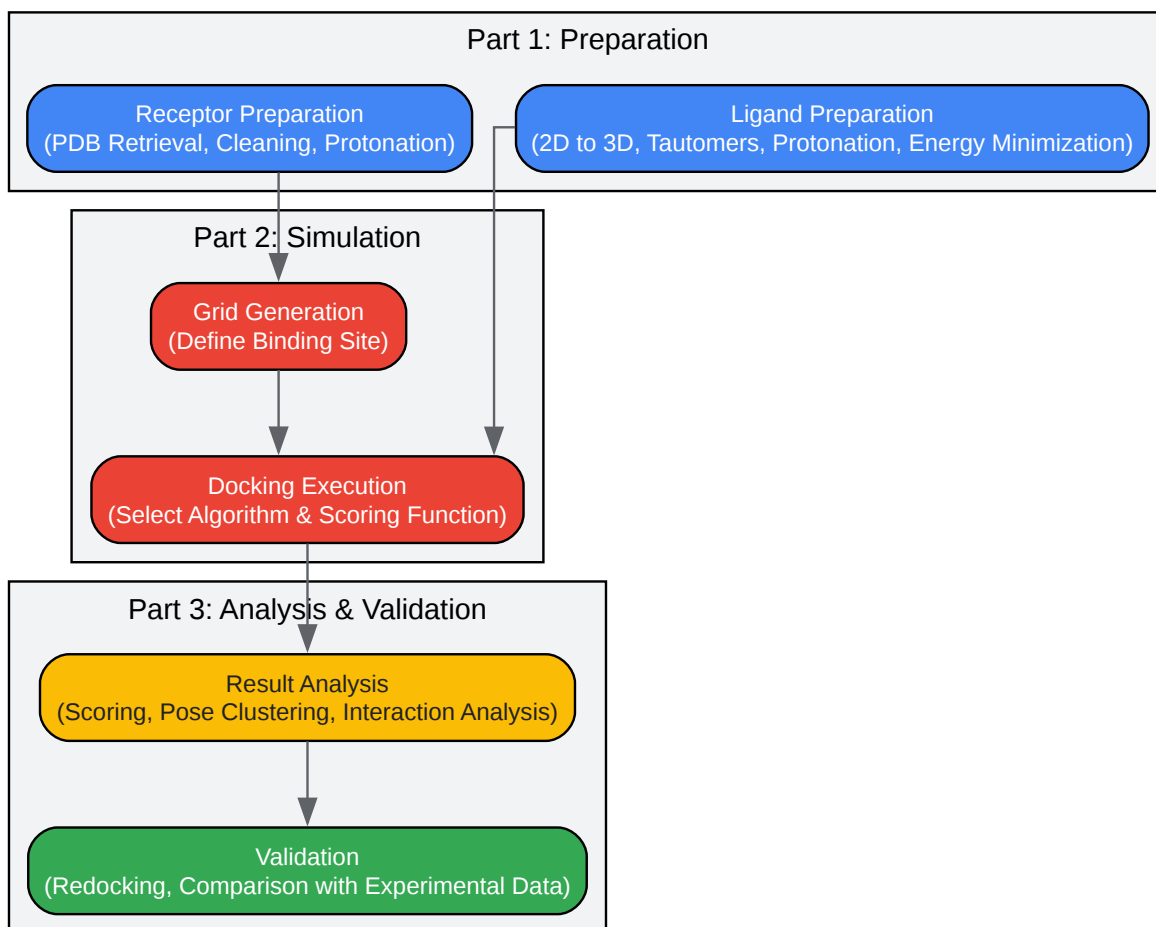 Part 1: Preparation
Receptor Preparation
(PDB Retrieval, Cleaning, Protonation)
Ligand Preparation
(2D to 3D, Tautomers, Protonation, Energy Minimization)
Part 2: Simulation
Grid Generation
(Define Binding Site)
Docking Execution
(Select Algorithm & Scoring Function)
Part 3: Analysis & Validation
Result Analysis
(Scoring, Pose Clustering, Interaction Analysis)
Validation
(Redocking, Comparison with Experimental Data)